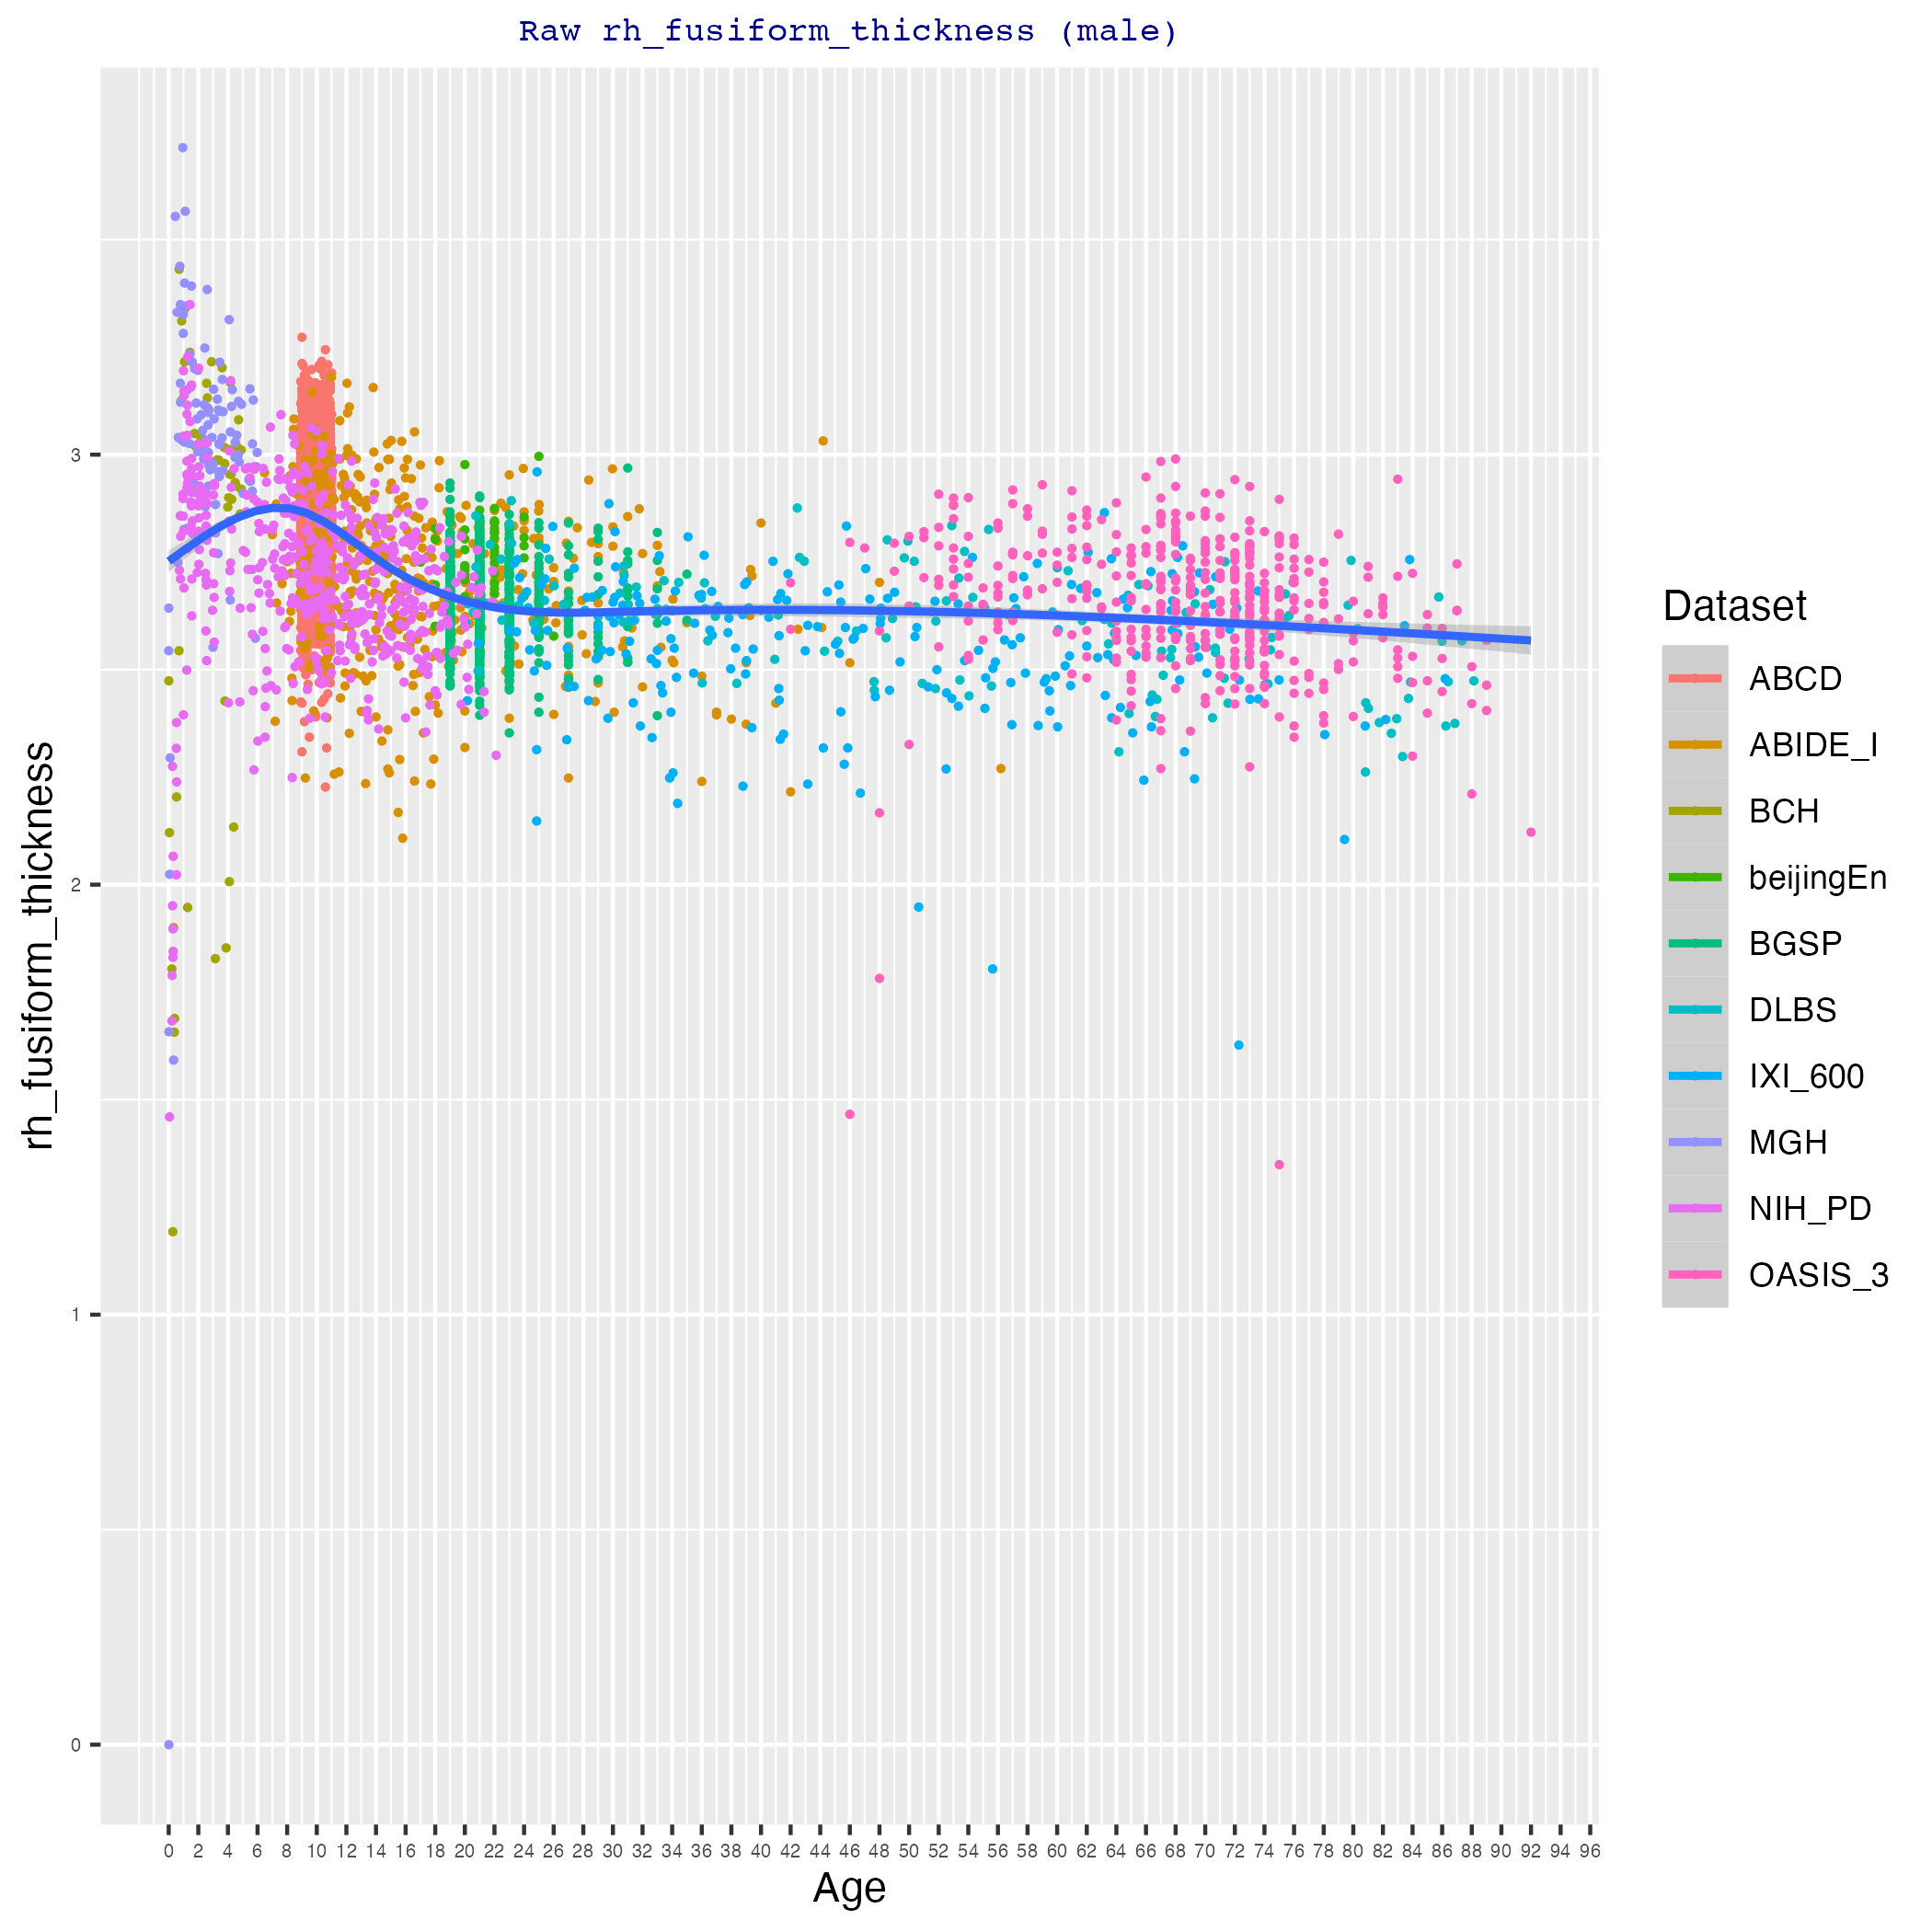 Raw rh_fusiform_thickness (male)
rh_fusiform_thickness
3
2
1
0
0 2 4 6 8 10 12 14 16 18 20 22 24 26 28 30 32 34 36 38 40 42 44 46 48 50 52 54 56 58 60 62 64 66 68 70 72 74 76 78 80 82 84 86 88 90 92 94 96
Age
Dataset
ABCD
ABIDE_I
BCH
beijingEn
BGSP
DLBS
IXI_600
MGH
NIH_PD
OASIS_3